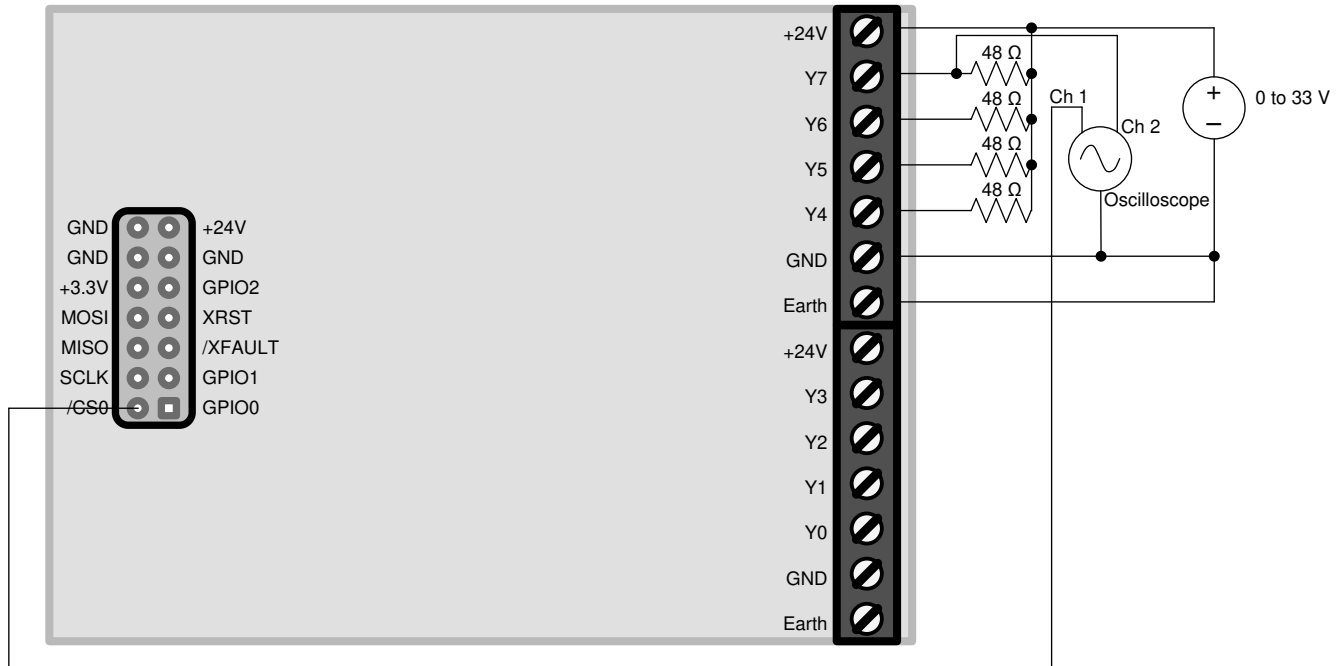 +24V
Y7
Y6
Y5
Y4
GND
Earth
+24V
Y3
Y2
Y1
Y0
GND
Earth
48 Ω
48 Ω
48 Ω
48 Ω
Ch 1
Ch 2
Oscilloscope
+
−
0 to 33 V
GND +24V
GND GND
+3.3V GPIO2
MOSI XRST
MISO /XFAULT
SCLK GPIO1
/CS0 GPIO0